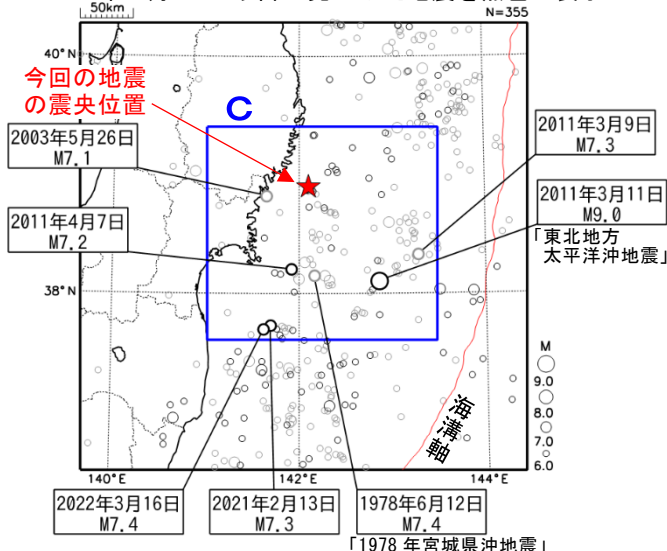 50km
N=355
40°N
今回の地震
の震央位置
C
2003年5月26日
M7.1
2011年3月9日
M7.3
2011年4月7日
M7.2
2011年3月11日
M9.0
「東北地方
太平洋沖地震」
38°N
M
9.0
8.0
7.0
6.0
海溝軸
140°E
142°E
144°E
2022年3月16日
M7.4
2021年2月13日
M7.3
1978年6月12日
M7.4
「1978 年宮城県沖地震」